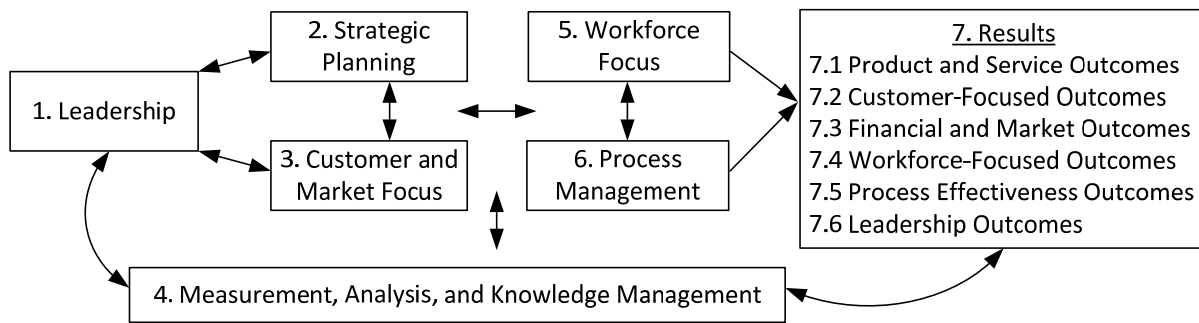 1. Leadership
2. Strategic
Planning
3. Customer and
Market Focus
5. Workforce
Focus
6. Process
Management
7. Results
7.1 Product and Service Outcomes
7.2 Customer-Focused Outcomes
7.3 Financial and Market Outcomes
7.4 Workforce-Focused Outcomes
7.5 Process Effectiveness Outcomes
7.6 Leadership Outcomes
4. Measurement, Analysis, and Knowledge Management